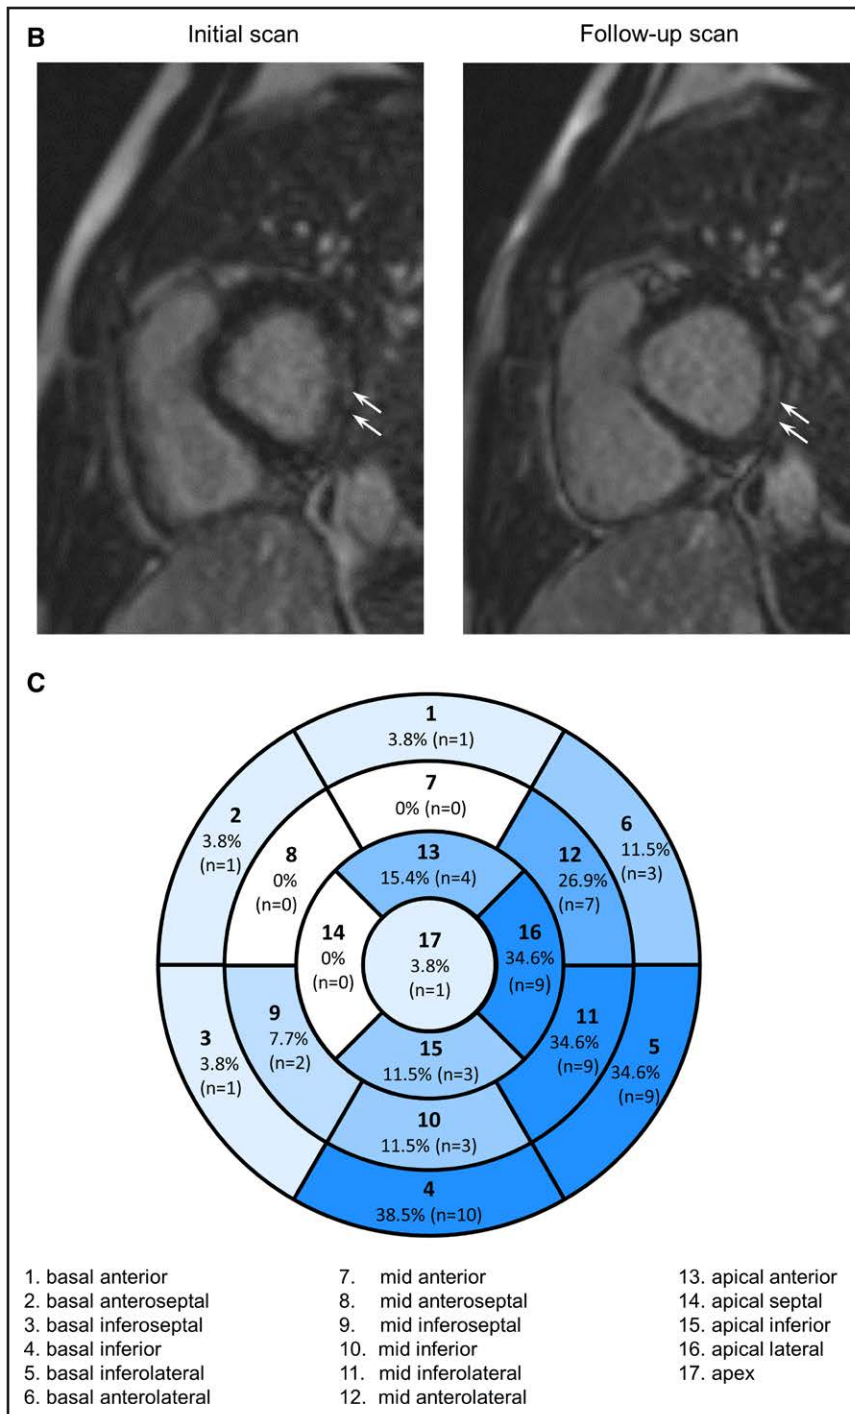 B
Initial scan
Follow-up scan
C
1
3.8% (n=1)
2
3.8%
(n=1)
7
0% (n=0)
6
11.5%
(n=3)
8
0%
(n=0)
13
15.4% (n=4)
12
26.9%
(n=7)
14
0%
(n=0)
17
3.8%
(n=1)
16
34.6%
(n=9)
3
3.8%
(n=1)
9
7.7%
(n=2)
15
11.5% (n=3)
11
34.6%
(n=9)
5
34.6%
(n=9)
10
11.5% (n=3)
4
38.5% (n=10)
1. basal anterior
2. basal anteroseptal
3. basal inferoseptal
4. basal inferior
5. basal inferolateral
6. basal anterolateral
7. mid anterior
8. mid anteroseptal
9. mid inferoseptal
10. mid inferior
11. mid inferolateral
12. mid anterolateral
13. apical anterior
14. apical septal
15. apical inferior
16. apical lateral
17. apex